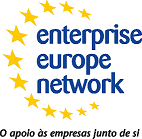 enterprise
europe
network
O apoio às empresas junto de si